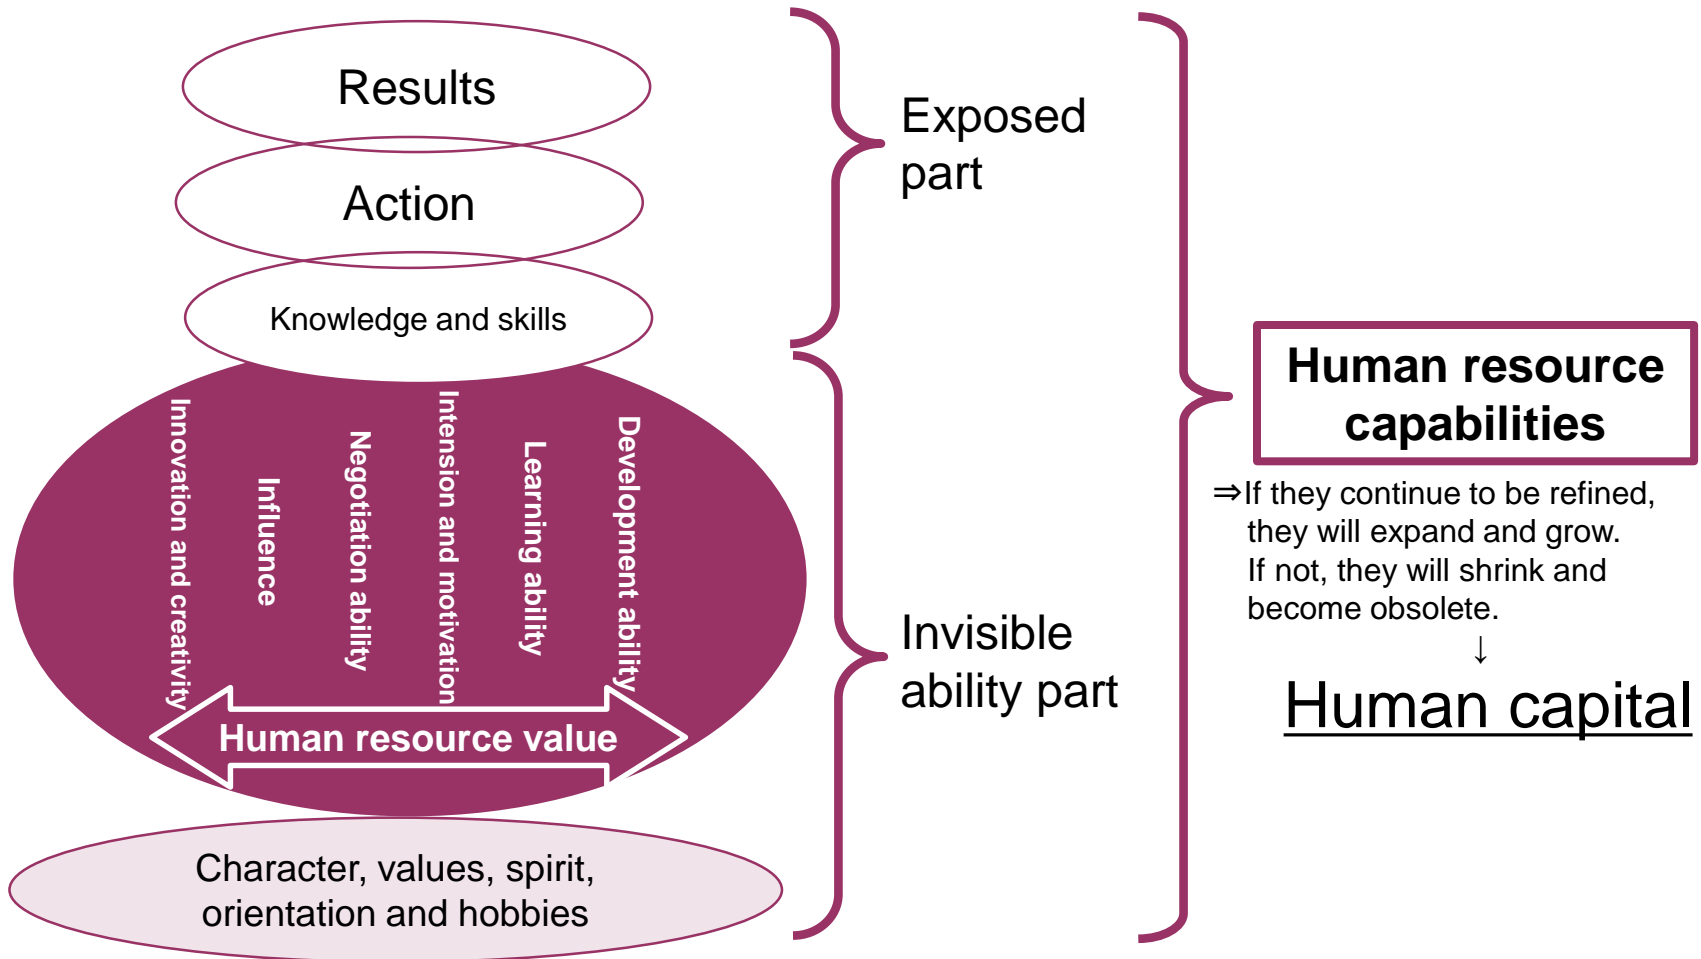 Results
Action
Knowledge and skills
Innovation and creativity
Influence
Negotiation ability
Intension and motivation
Learning ability
Development ability
Human resource value
Character, values, spirit,
orientation and hobbies
Exposed
part
Invisible
ability part
Human resource
capabilities
⇒If they continue to be refined,
they will expand and grow.
If not, they will shrink and
become obsolete.
↓
Human capital